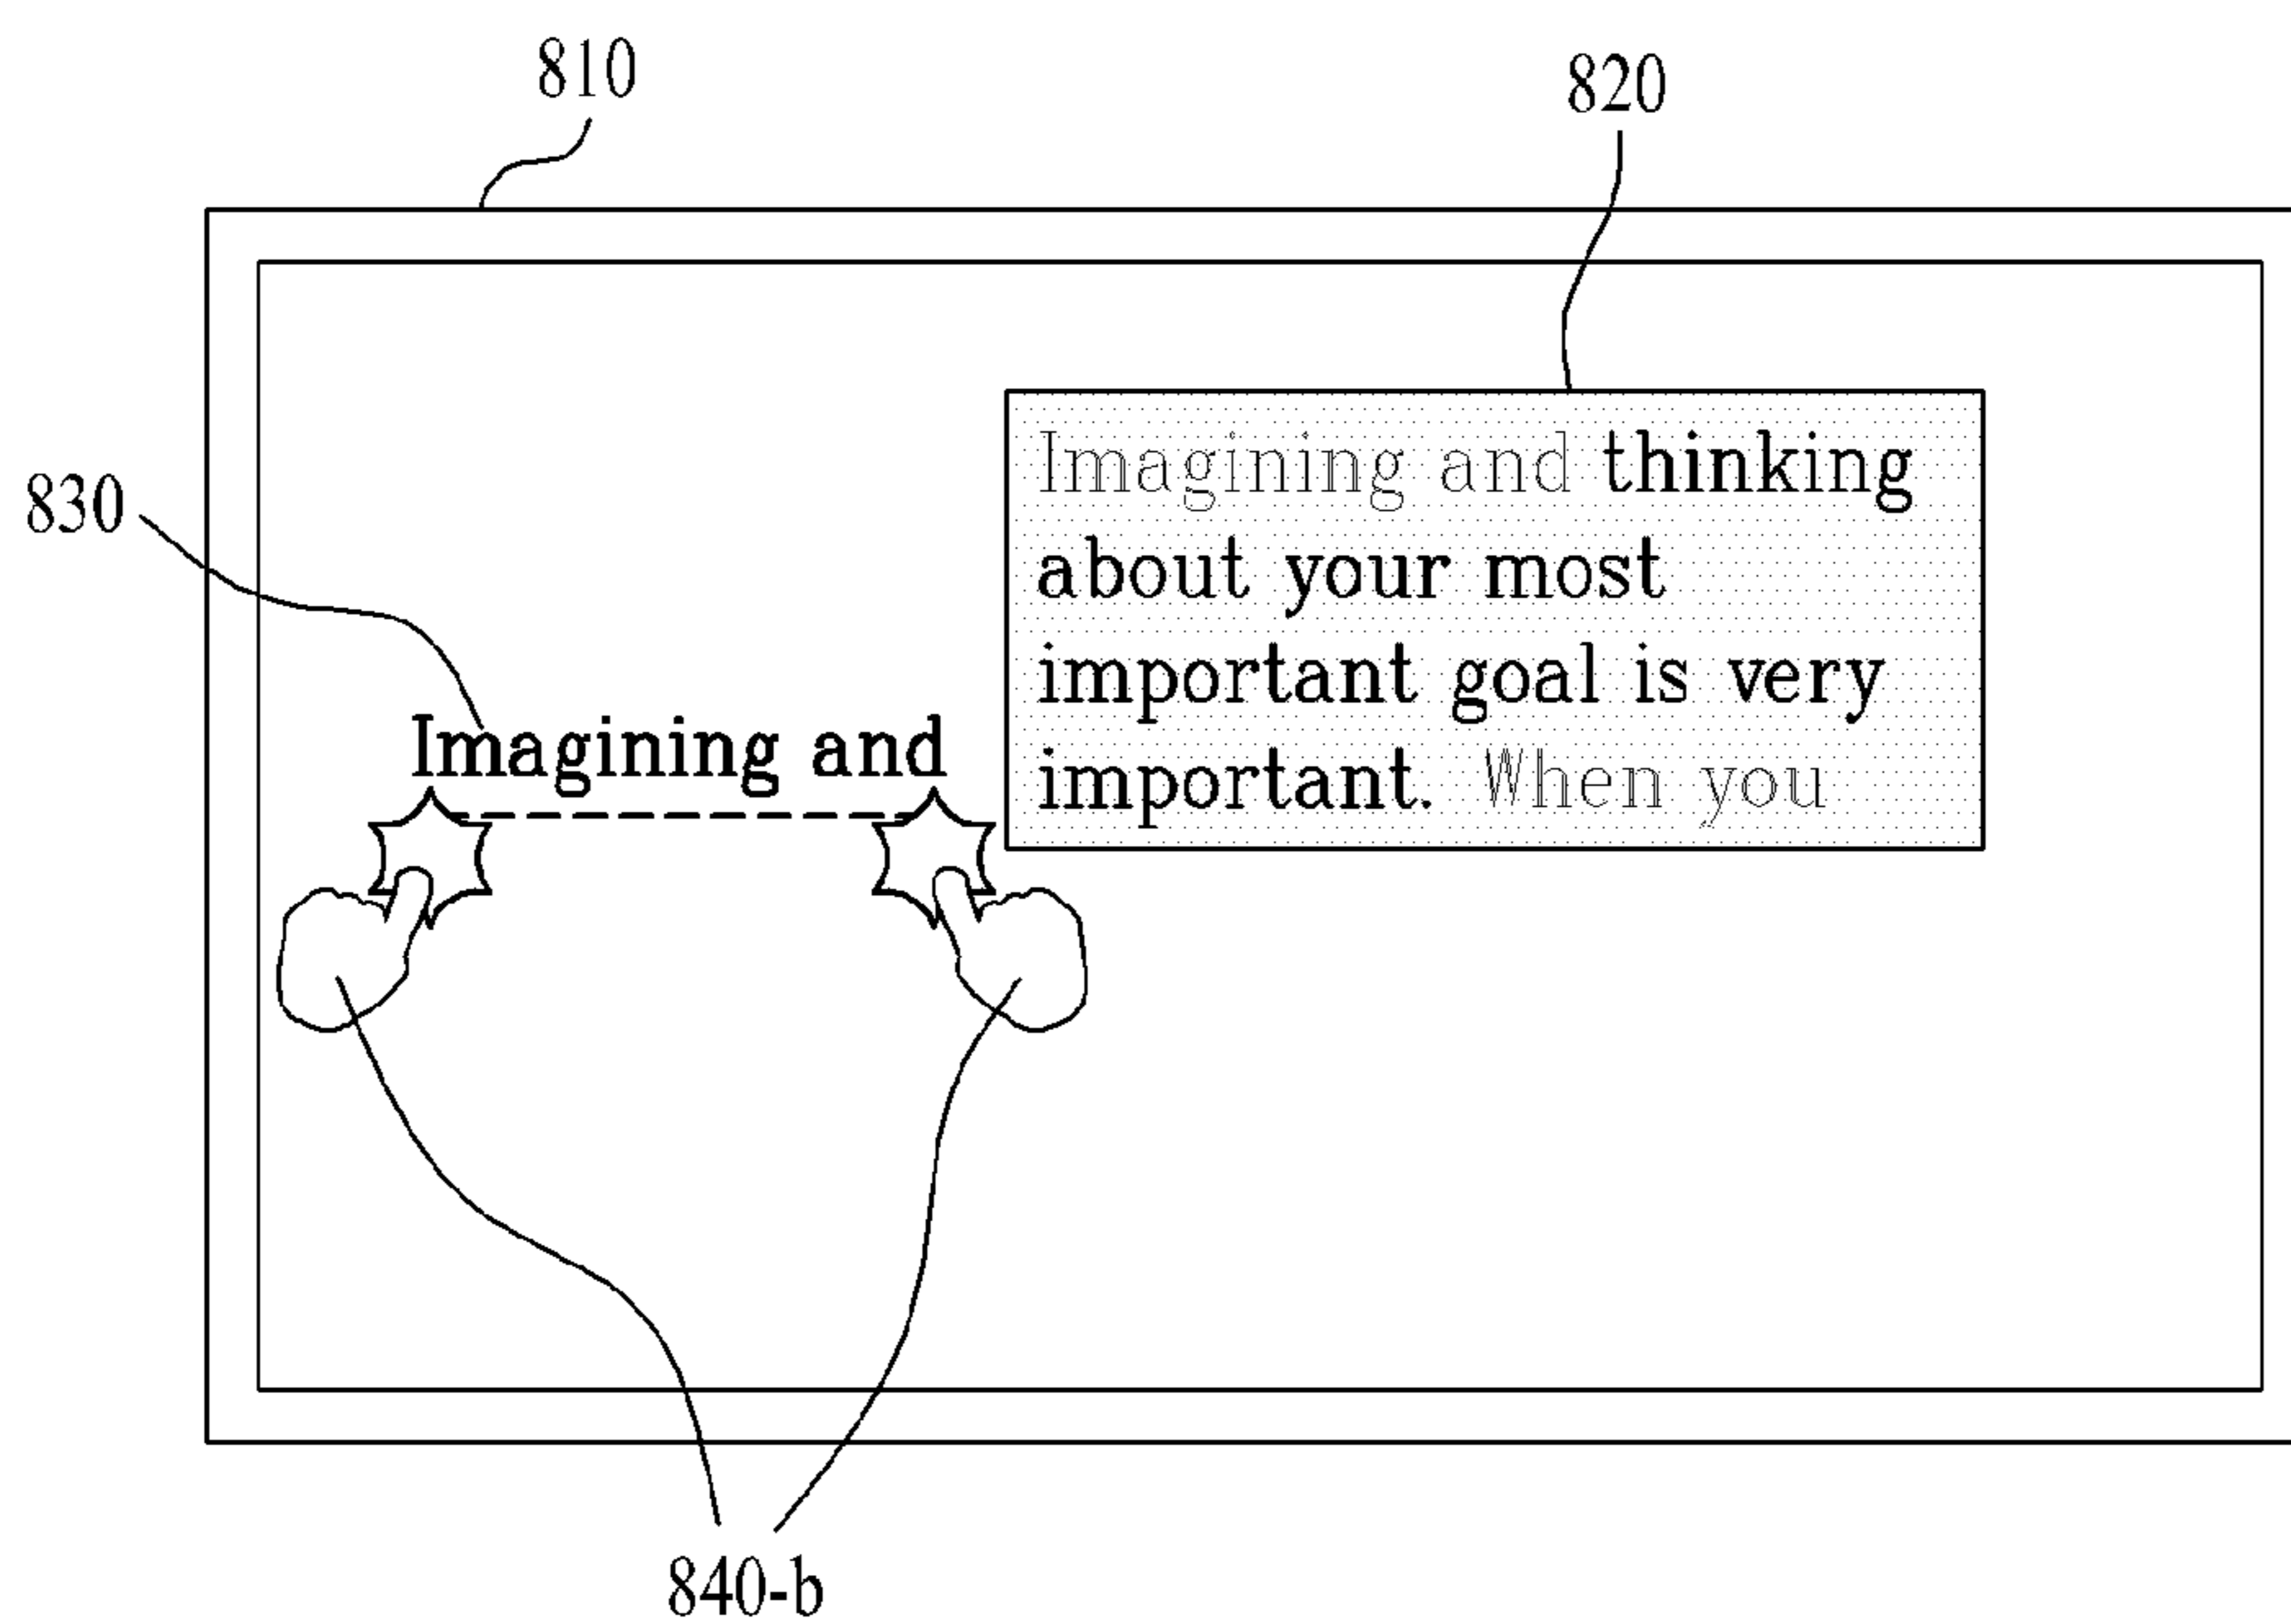 810
820
830
Imagining and thinking
about your most
important goal is very
important. When you
Imagining and
840-b